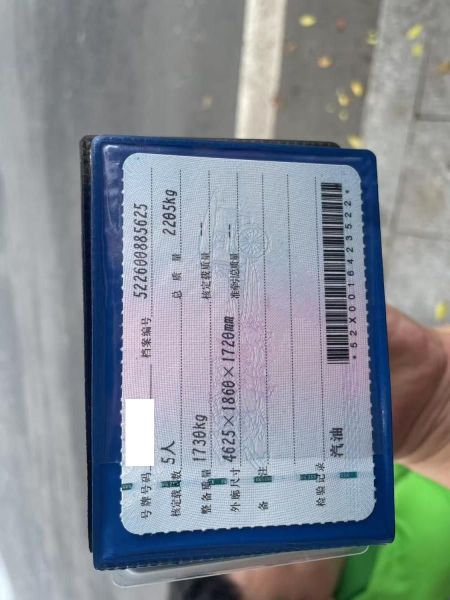 号牌号码 档案编号 522600885625
核定载人数 5人 总质量 2205kg
整备质量 1730kg 核定载质量 --
外廓尺寸 4625×1860×1720mm 准牵引总质量 --
备注
检验记录
汽油
*52X0016423522*